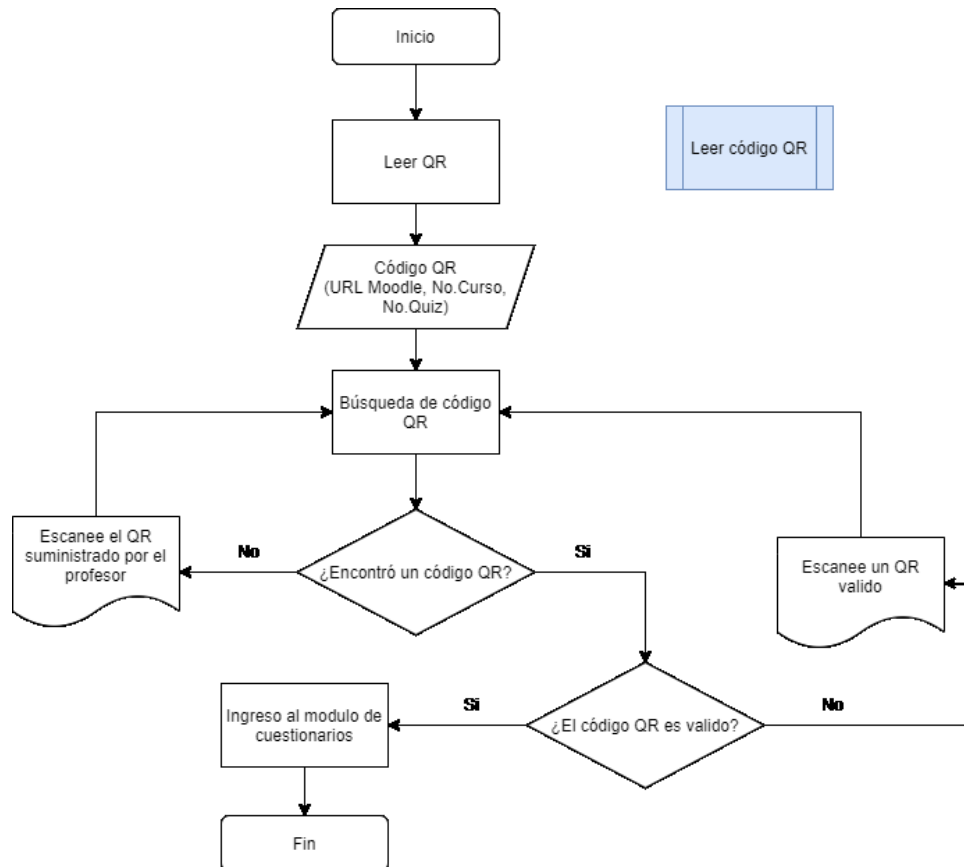 Inicio
Leer QR
Leer código QR
Código QR
(URL Moodle, No.Curso,
No.Quiz)
Búsqueda de código
QR
Escanee el QR
suministrado por el
profesor
No
¿Encontró un código QR?
Si
Escanee un QR
valido
Ingreso al modulo de
cuestionarios
Si
¿El código QR es valido?
No
Fin